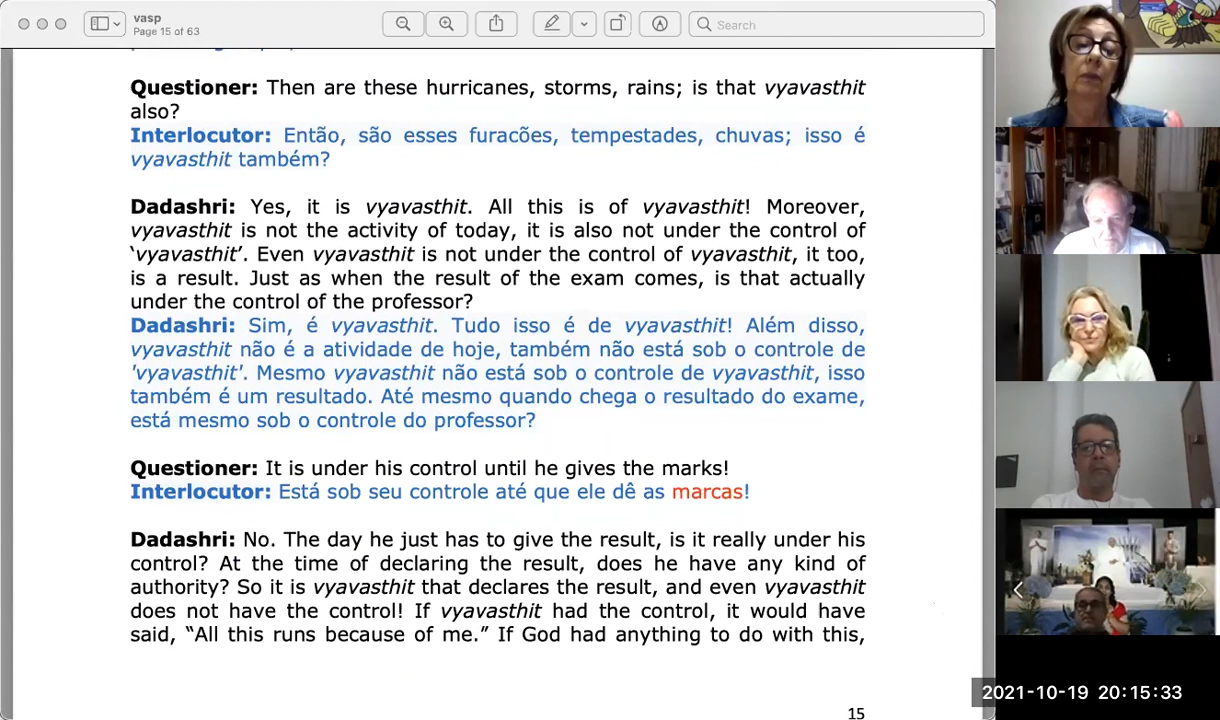 vasp
Page 15 of 63
Search
Questioner: Then are these hurricanes, storms, rains; is that vyavasthit
also?
Interlocutor: Então, são esses furacões, tempestades, chuvas; isso é
vyavasthit também?
Dadashri: Yes, it is vyavasthit. All this is of vyavasthit! Moreover,
vyavasthit is not the activity of today, it is also not under the control of
‘vyavasthit’. Even vyavasthit is not under the control of vyavasthit, it too,
is a result. Just as when the result of the exam comes, is that actually
under the control of the professor?
Dadashri: Sim, é vyavasthit. Tudo isso é de vyavasthit! Além disso,
vyavasthit não é a atividade de hoje, também não está sob o controle de
'vyavasthit'. Mesmo vyavasthit não está sob o controle de vyavasthit, isso
também é um resultado. Até mesmo quando chega o resultado do exame,
está mesmo sob o controle do professor?
Questioner: It is under his control until he gives the marks!
Interlocutor: Está sob seu controle até que ele dê as marcas!
Dadashri: No. The day he just has to give the result, is it really under his
control? At the time of declaring the result, does he have any kind of
authority? So it is vyavasthit that declares the result, and even vyavasthit
does not have the control! If vyavasthit had the control, it would have
said, “All this runs because of me.” If God had anything to do with this,
15
2021-10-19 20:15:33